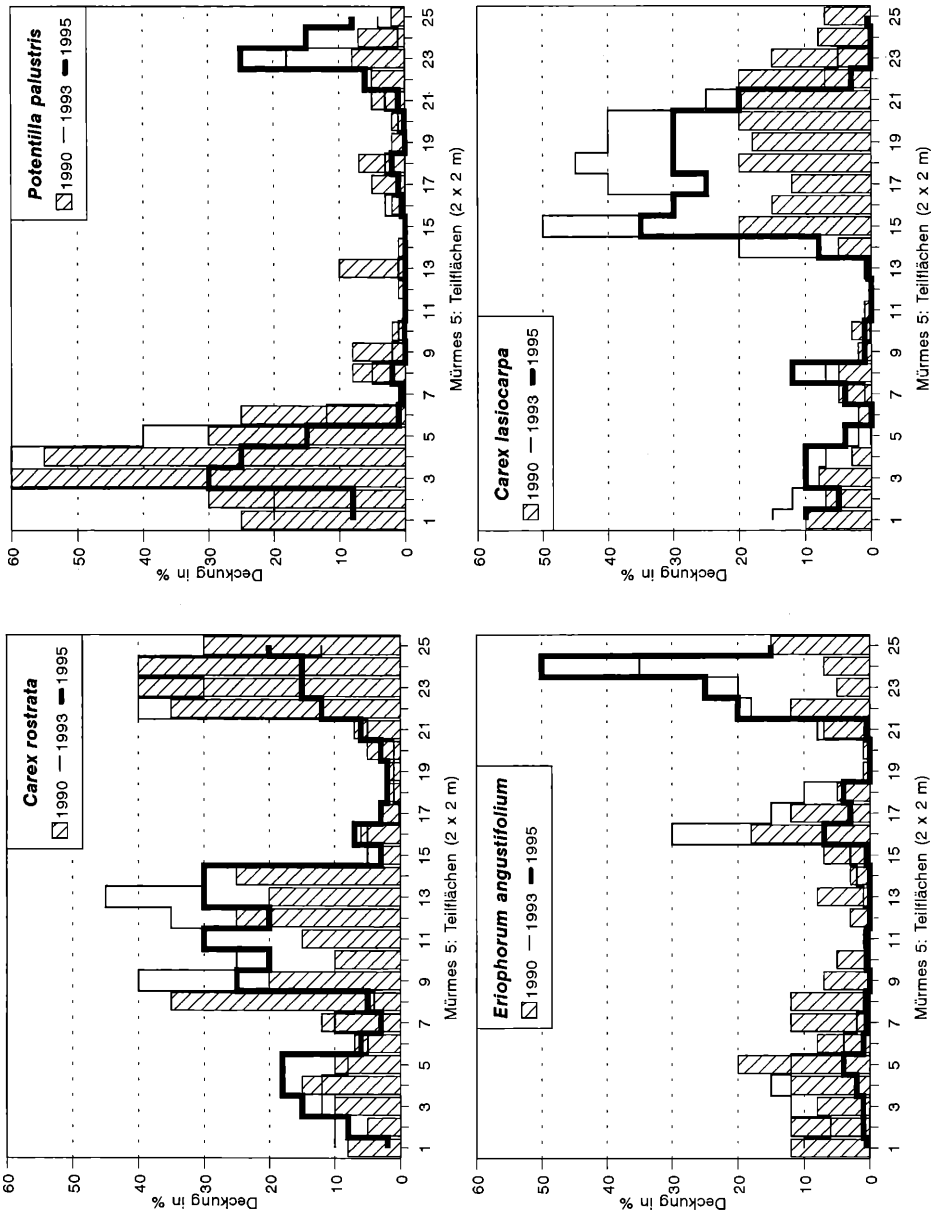 Carex rostrata
1990 — 1993 — 1995
Deckung in %
60
50
40
30
20
10
0
1 3 5 7 9 11 13 15 17 19 21 23 25
Mürmes 5: Teilflächen (2 x 2 m)
Potentilla palustris
1990 — 1993 — 1995
Deckung in %
60
50
40
30
20
10
0
1 3 5 7 9 11 13 15 17 19 21 23 25
Mürmes 5: Teilflächen (2 x 2 m)
Eriophorum angustifolium
1990 — 1993 — 1995
Deckung in %
60
50
40
30
20
10
0
1 3 5 7 9 11 13 15 17 19 21 23 25
Mürmes 5: Teilflächen (2 x 2 m)
Carex lasiocarpa
1990 — 1993 — 1995
Deckung in %
60
50
40
30
20
10
0
1 3 5 7 9 11 13 15 17 19 21 23 25
Mürmes 5: Teilflächen (2 x 2 m)